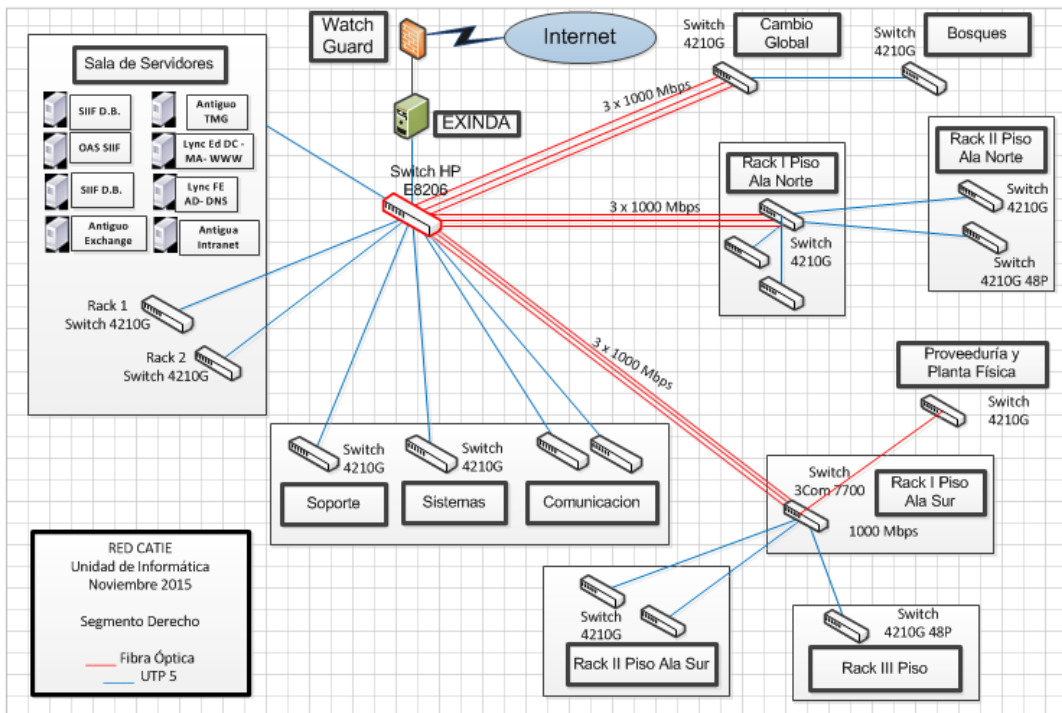 Watch
Guard
Internet
Switch
4210G
Cambio
Global
Switch
4210G
Bosques
Sala de Servidores
SIIF D.B.
Antiguo
TMG
OAS SIIF
Lync Ed DC -
MA- WWW
SIIF D.B.
Lync FE
AD- DNS
Antiguo
Exchange
Antigua
Intranet
EXINDA
3 x 1000 Mbps
Switch HP
E8206
3 x 1000 Mbps
Rack I Piso
Ala Norte
Switch
4210G
Rack II Piso
Ala Norte
Switch
4210G
Switch
4210G 48P
Rack 1
Switch 4210G
Rack 2
Switch 4210G
3 x 1000 Mbps
Proveeduría y
Planta Física
Switch
4210G
Switch
4210G
Switch
4210G
Soporte
Sistemas
Comunicacion
Switch
3Com 7700
Rack I Piso
Ala Sur
1000 Mbps
RED CATIE
Unidad de Informática
Noviembre 2015
Segmento Derecho
Fibra Óptica
UTP 5
Switch
4210G
Rack II Piso Ala Sur
Switch
4210G 48P
Rack III Piso